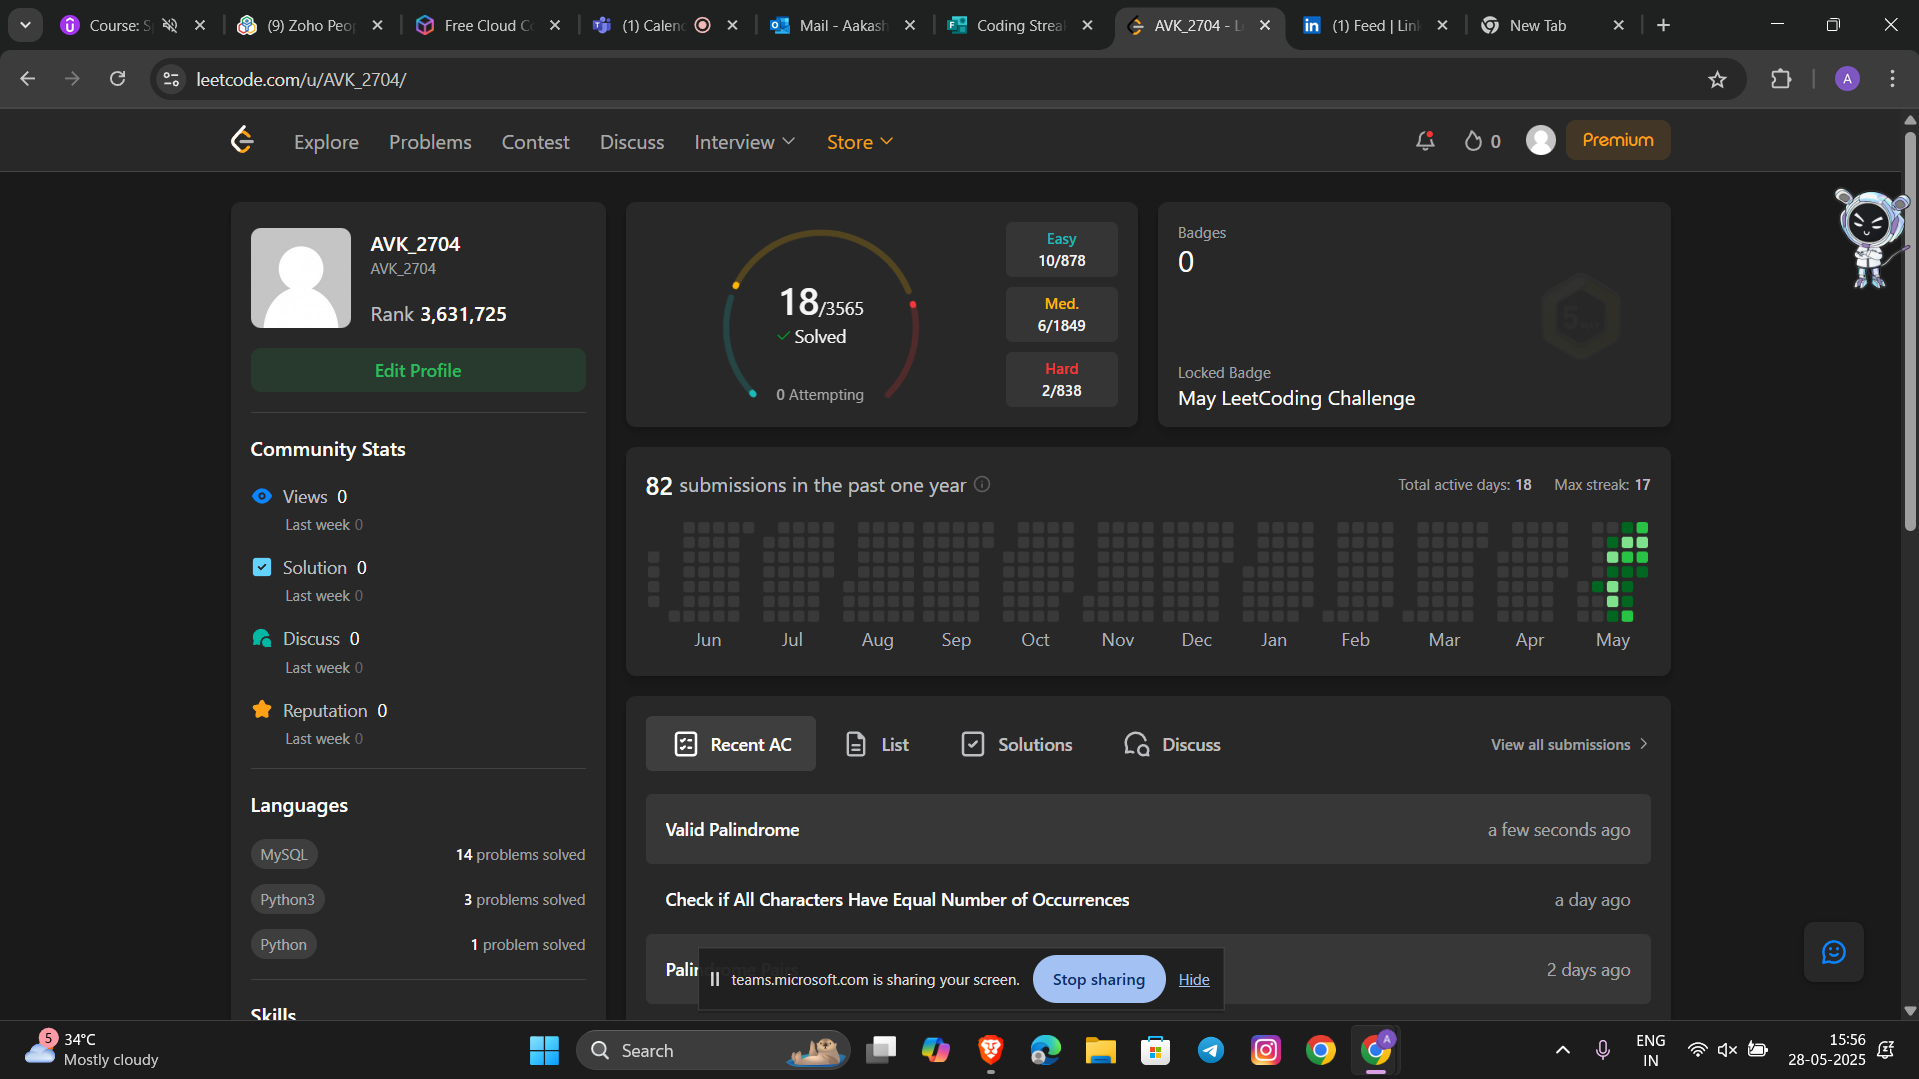 Course: S
(9) Zoho Peop
Free Cloud Co
(1) Calend
Mail - Aakash
Coding Streak
AVK_2704 - L
(1) Feed | Link
New Tab
leetcode.com/u/AVK_2704/
A
Explore
Problems
Contest
Discuss
Interview
Store
0
Premium
AVK_2704
AVK_2704
Rank 3,631,725
Edit Profile
Community Stats
Views 0
Last week 0
Solution 0
Last week 0
Discuss 0
Last week 0
Reputation 0
Last week 0
Languages
MySQL
14 problems solved
Python3
3 problems solved
Python
1 problem solved
Skills
18/3565
Solved
0 Attempting
Easy
10/878
Med.
6/1849
Hard
2/838
Badges
0
Locked Badge
May LeetCoding Challenge
82 submissions in the past one year
Total active days: 18
Max streak: 17
Jun
Jul
Aug
Sep
Oct
Nov
Dec
Jan
Feb
Mar
Apr
May
Recent AC
List
Solutions
Discuss
View all submissions
Valid Palindrome
a few seconds ago
Check if All Characters Have Equal Number of Occurrences
a day ago
Palin
2 days ago
teams.microsoft.com is sharing your screen.
Stop sharing
Hide
5
34°C
Mostly cloudy
Search
A
ENG
IN
15:56
28-05-2025